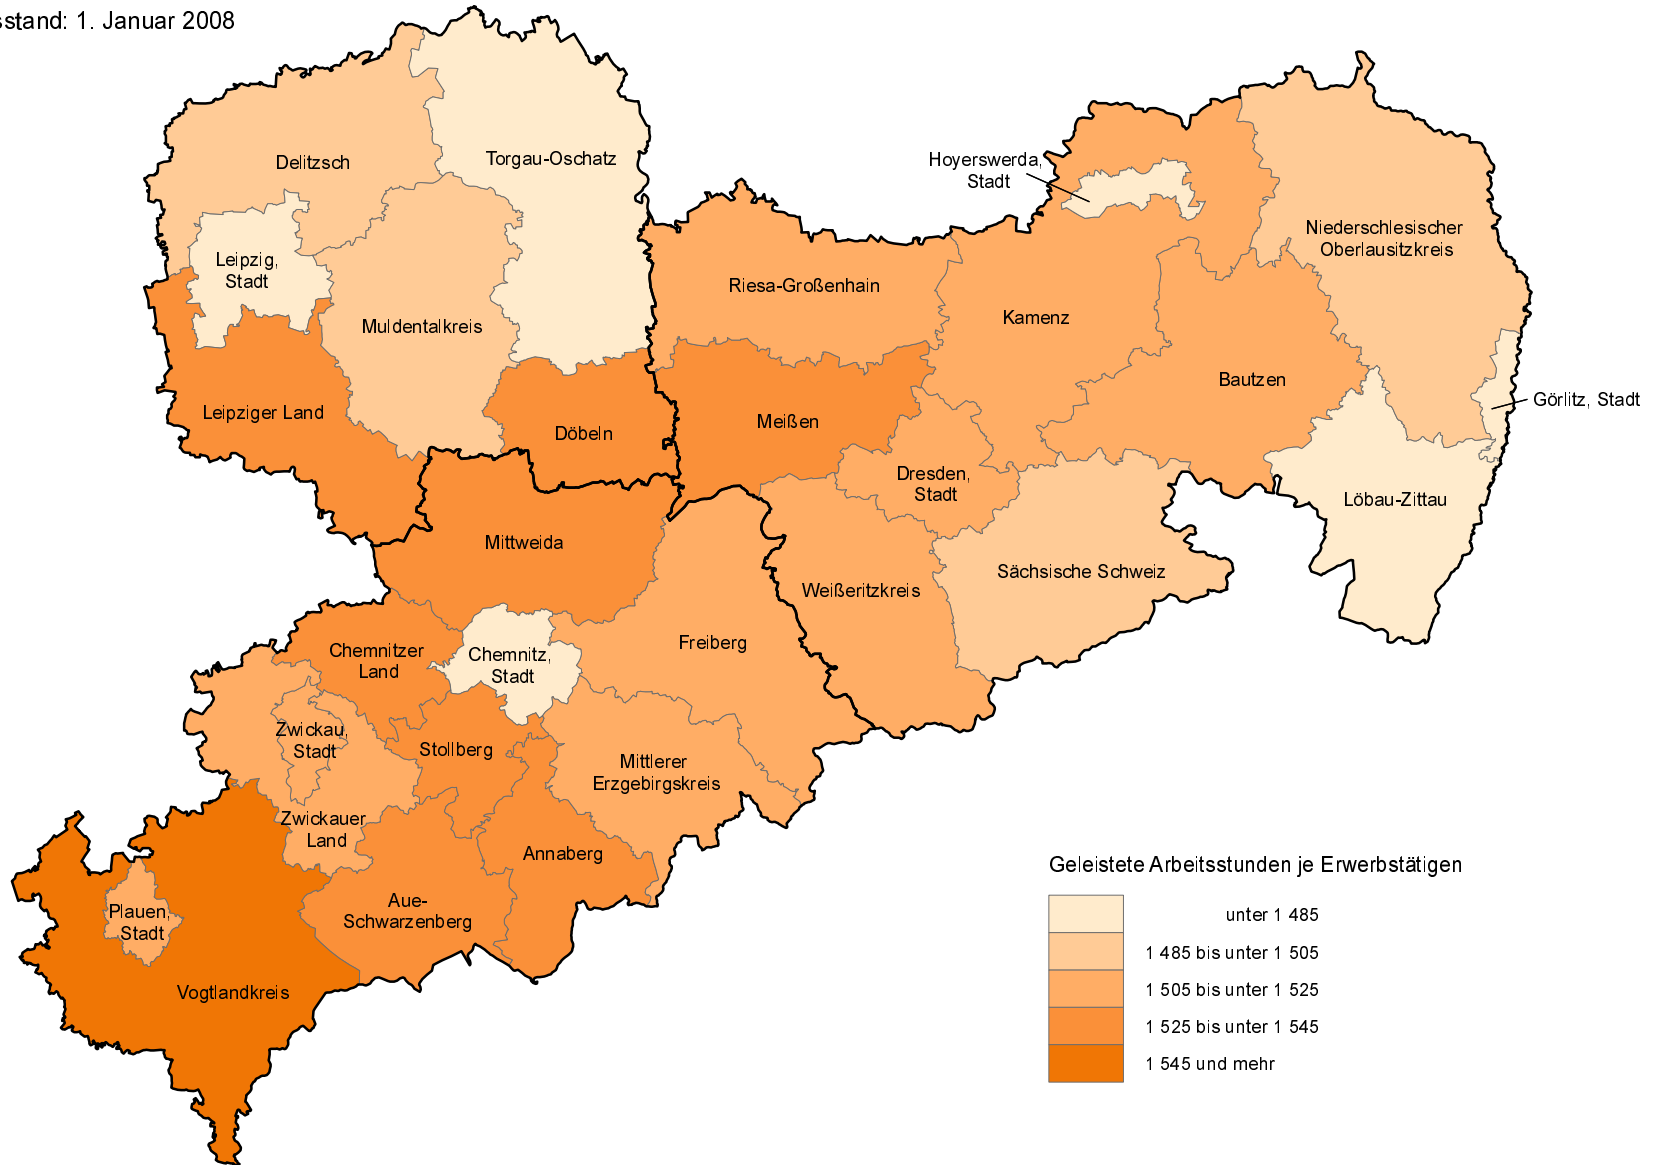 sstand: 1. Januar 2008
Delitzsch
Torgau-Oschatz
Hoyerswerda,
Stadt
Niederschlesischer
Oberlausitzkreis
Leipzig,
Stadt
Riesa-Großenhain
Muldentalkreis
Kamenz
Bautzen
Görlitz, Stadt
Leipziger Land
Döbeln
Meißen
Dresden,
Stadt
Löbau-Zittau
Mittweida
Sächsische Schweiz
Weißeritzkreis
Freiberg
Chemnitzer
Land
Chemnitz,
Stadt
Zwickau,
Stadt
Stollberg
Mittlerer
Erzgebirgskreis
Zwickauer
Land
Annaberg
Aue-
Schwarzenberg
Plauen,
Stadt
Vogtlandkreis
Geleistete Arbeitsstunden je Erwerbstätigen
unter 1 485
1 485 bis unter 1 505
1 505 bis unter 1 525
1 525 bis unter 1 545
1 545 und mehr